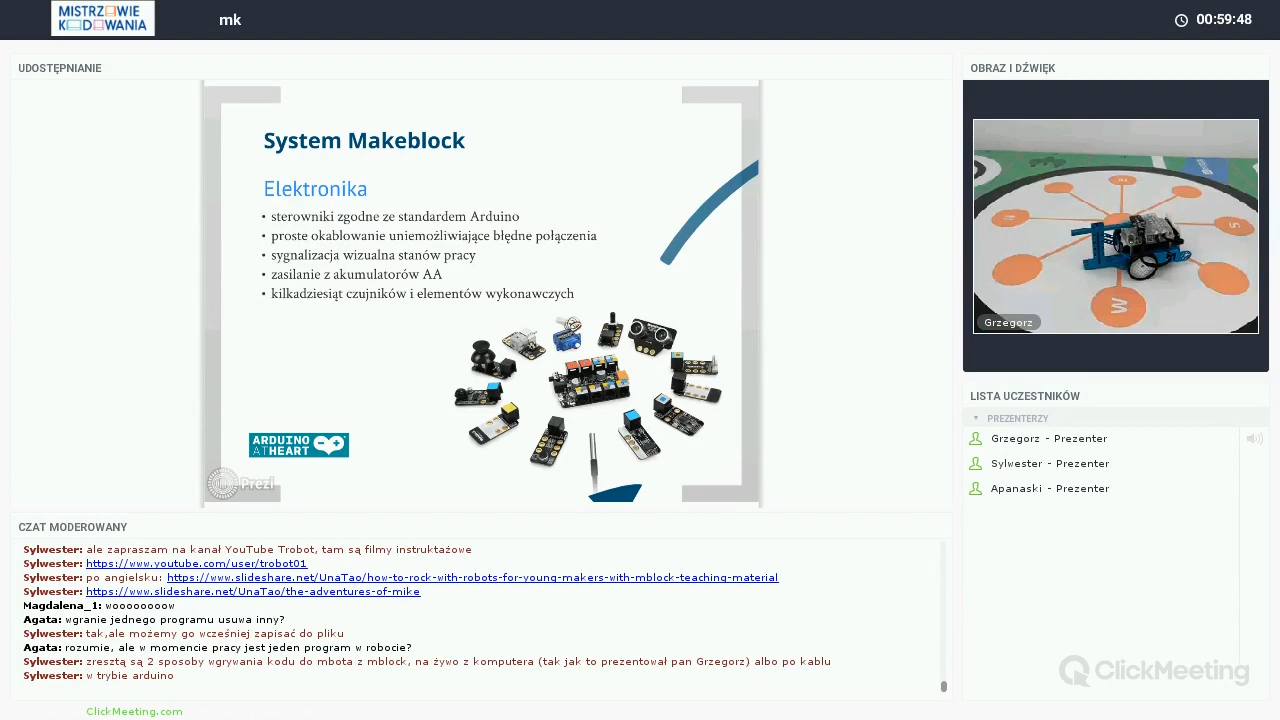 MISTRZOWIE
KODOWANIA
mk
00:59:48
UDOSTĘPNIANIE
OBRAZ I DŹWIĘK
System Makeblock
Elektronika
• sterowniki zgodne ze standardem Arduino
• proste okablowanie uniemożliwiające błędne połączenia
• sygnalizacja wizualna stanów pracy
• zasilanie z akumulatorów AA
• kilkadziesiąt czujników i elementów wykonawczych
ARDUINO
AT HEART
Prezi
W
Grzegorz
LISTA UCZESTNIKÓW
PREZENTERZY
Grzegorz - Prezenter
Sylwester - Prezenter
Apanaski - Prezenter
CZAT MODEROWANY
Sylwester: ale zapraszam na kanał YouTube Trobot, tam są filmy instruktażowe
Sylwester: https://www.youtube.com/user/trobot01
Sylwester: po angielsku: https://www.slideshare.net/UnaTao/how-to-rock-with-robots-for-young-makers-with-mblock-teaching-material
Sylwester: https://www.slideshare.net/UnaTao/the-adventures-of-mike
Magdalena_1: wooooooooow
Agata: wgranie jednego programu usuwa inny?
Sylwester: tak,ale możemy go wcześniej zapisać do pliku
Agata: rozumie, ale w momencie pracy jest jeden program w robocie?
Sylwester: zresztą są 2 sposoby wgrywania kodu do mbota z mblock, na żywo z komputera (tak jak to prezentował pan Grzegorz) albo po kablu
Sylwester: w trybie arduino
ClickMeeting
ClickMeeting.com